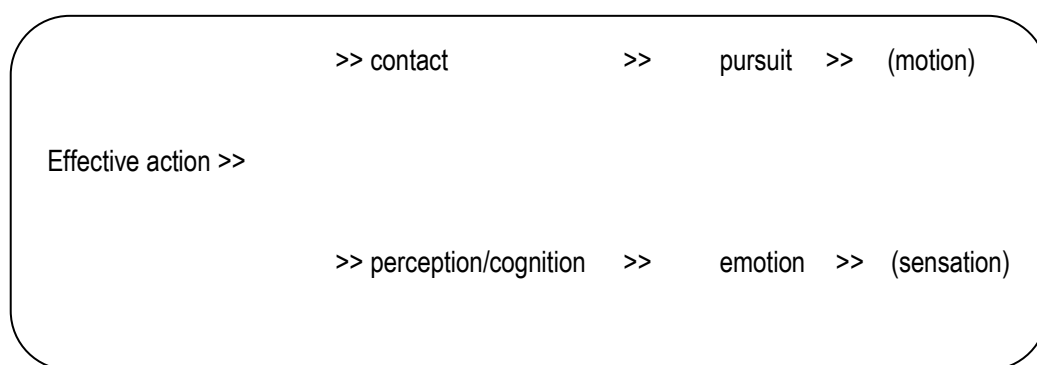 >> contact >> pursuit >> (motion)
Effective action >>
>> perception/cognition >> emotion >> (sensation)